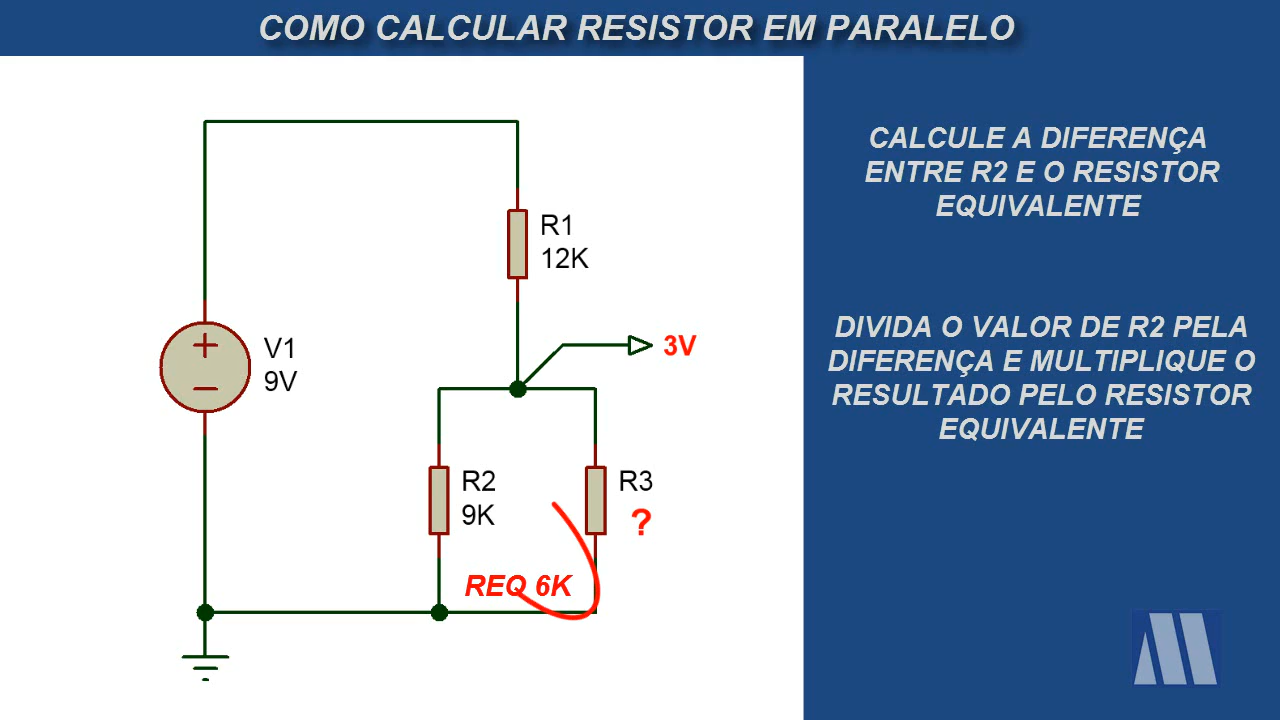 COMO CALCULAR RESISTOR EM PARALELO
CALCULE A DIFERENÇA
ENTRE R2 E O RESISTOR
EQUIVALENTE
DIVIDA O VALOR DE R2 PELA
DIFERENÇA E MULTIPLIQUE O
RESULTADO PELO RESISTOR
EQUIVALENTE
R1
12K
3V
V1
9V
R2
9K
R3
?
REQ 6K